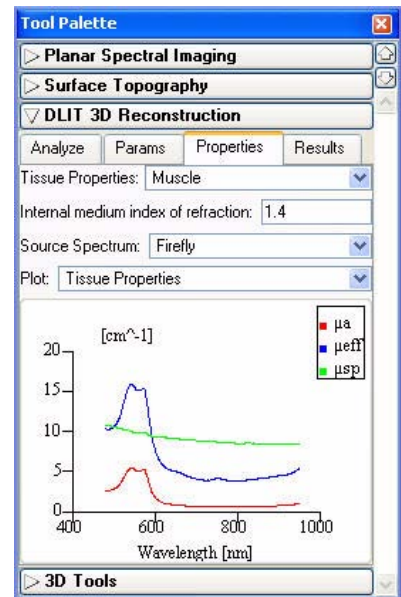 Tool Palette
Planar Spectral Imaging
Surface Topography
DLIT 3D Reconstruction
Analyze Params Properties Results
Tissue Properties: Muscle
Internal medium index of refraction: 1.4
Source Spectrum: Firefly
Plot: Tissue Properties
[cm^-1]
µa
µeff
µsp
20
15
10
5
0
400 600 800 1000
Wavelength [nm]
3D Tools